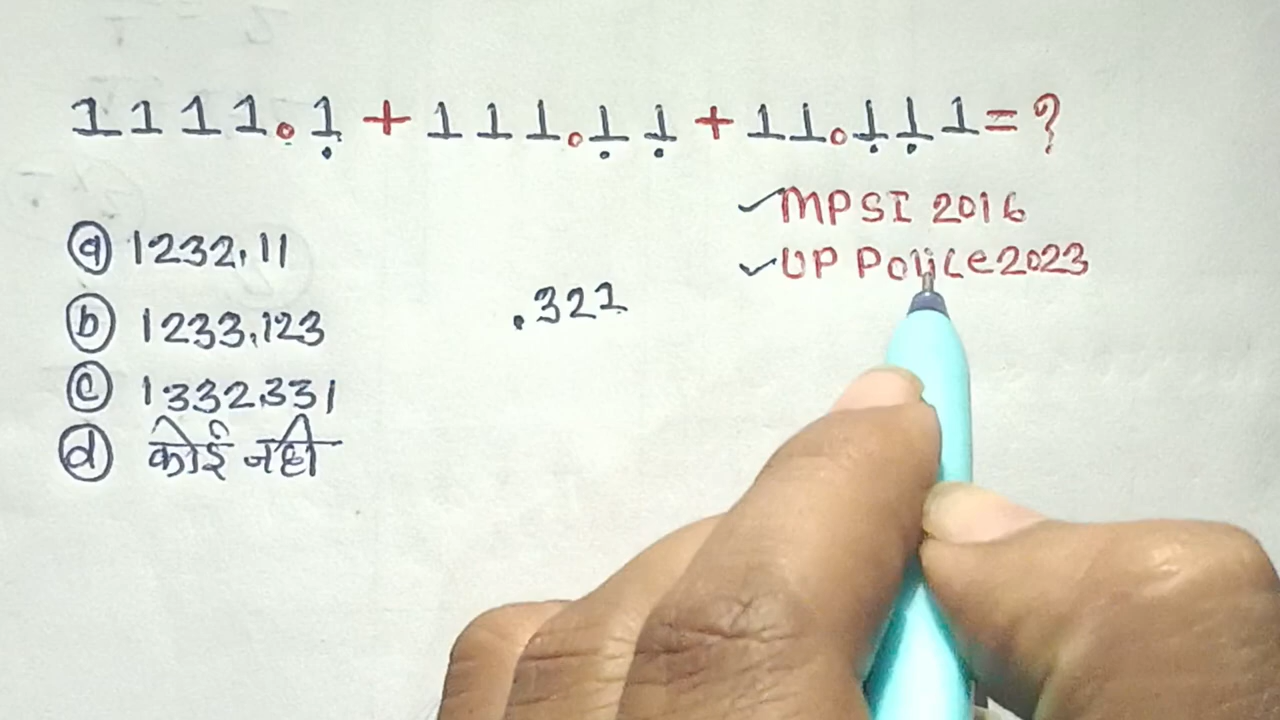 1111.1 + 111.11 + 11.111 = ?
✓MPSI 2016
✓UP Police 2023
ⓐ 1232.11
ⓑ 1233.123
ⓒ 1332.331
ⓓ कोई नही
.321